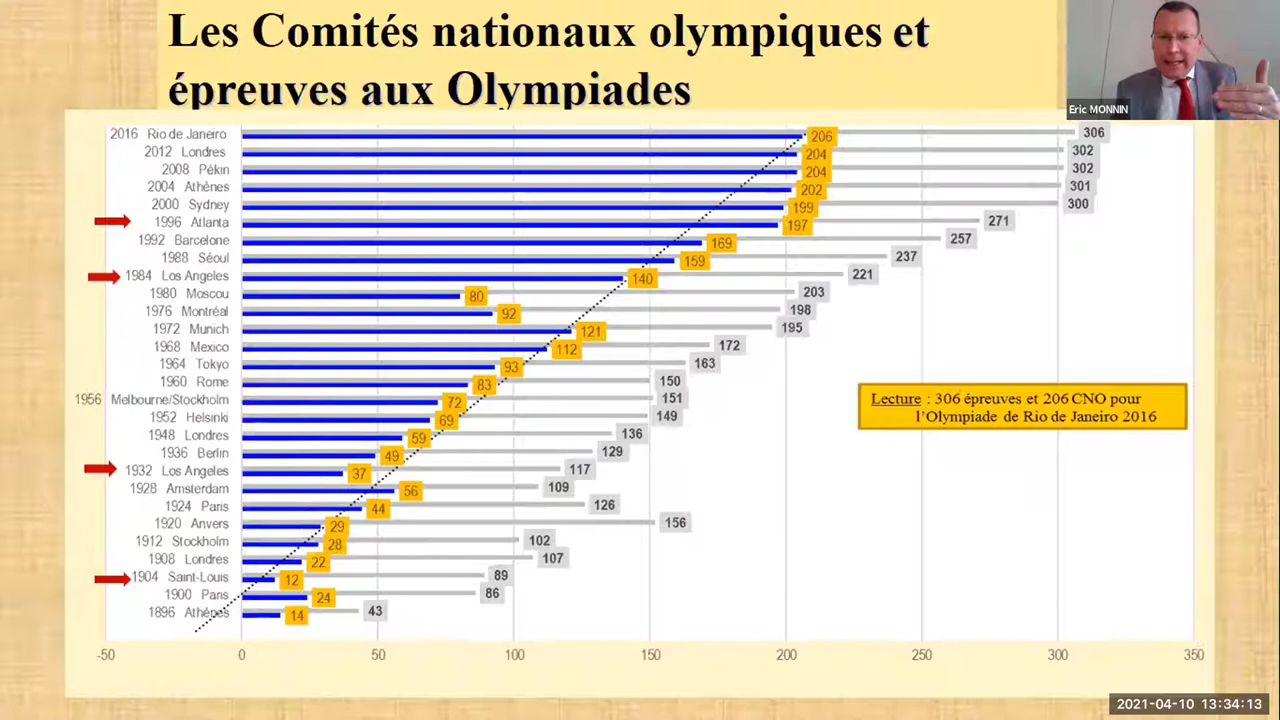 Les Comités nationaux olympiques et
épreuves aux Olympiades
Eric MONNIN
2016 Rio de Janeiro 206 306
2012 Londres 204 302
2008 Pékin 204 302
2004 Athènes 202 301
2000 Sydney 199 300
1996 Atlanta 197 271
1992 Barcelone 169 257
1988 Séoul 159 237
1984 Los Angeles 140 221
1980 Moscou 80 203
1976 Montréal 92 198
1972 Munich 121 195
1968 Mexico 112 172
1964 Tokyo 93 163
1960 Rome 83 150
1956 Melbourne/Stockholm 72 151
1952 Helsinki 69 149
1948 Londres 59 136
1936 Berlin 49 129
1932 Los Angeles 37 117
1928 Amsterdam 56 109
1924 Paris 44 126
1920 Anvers 29 156
1912 Stockholm 28 102
1908 Londres 22 107
1904 Saint-Louis 12 89
1900 Paris 24 86
1896 Athènes 14 43
Lecture : 306 épreuves et 206 CNO pour
l'Olympiade de Rio de Janeiro 2016
-50 0 50 100 150 200 250 300 350
2021-04-10 13:34:13